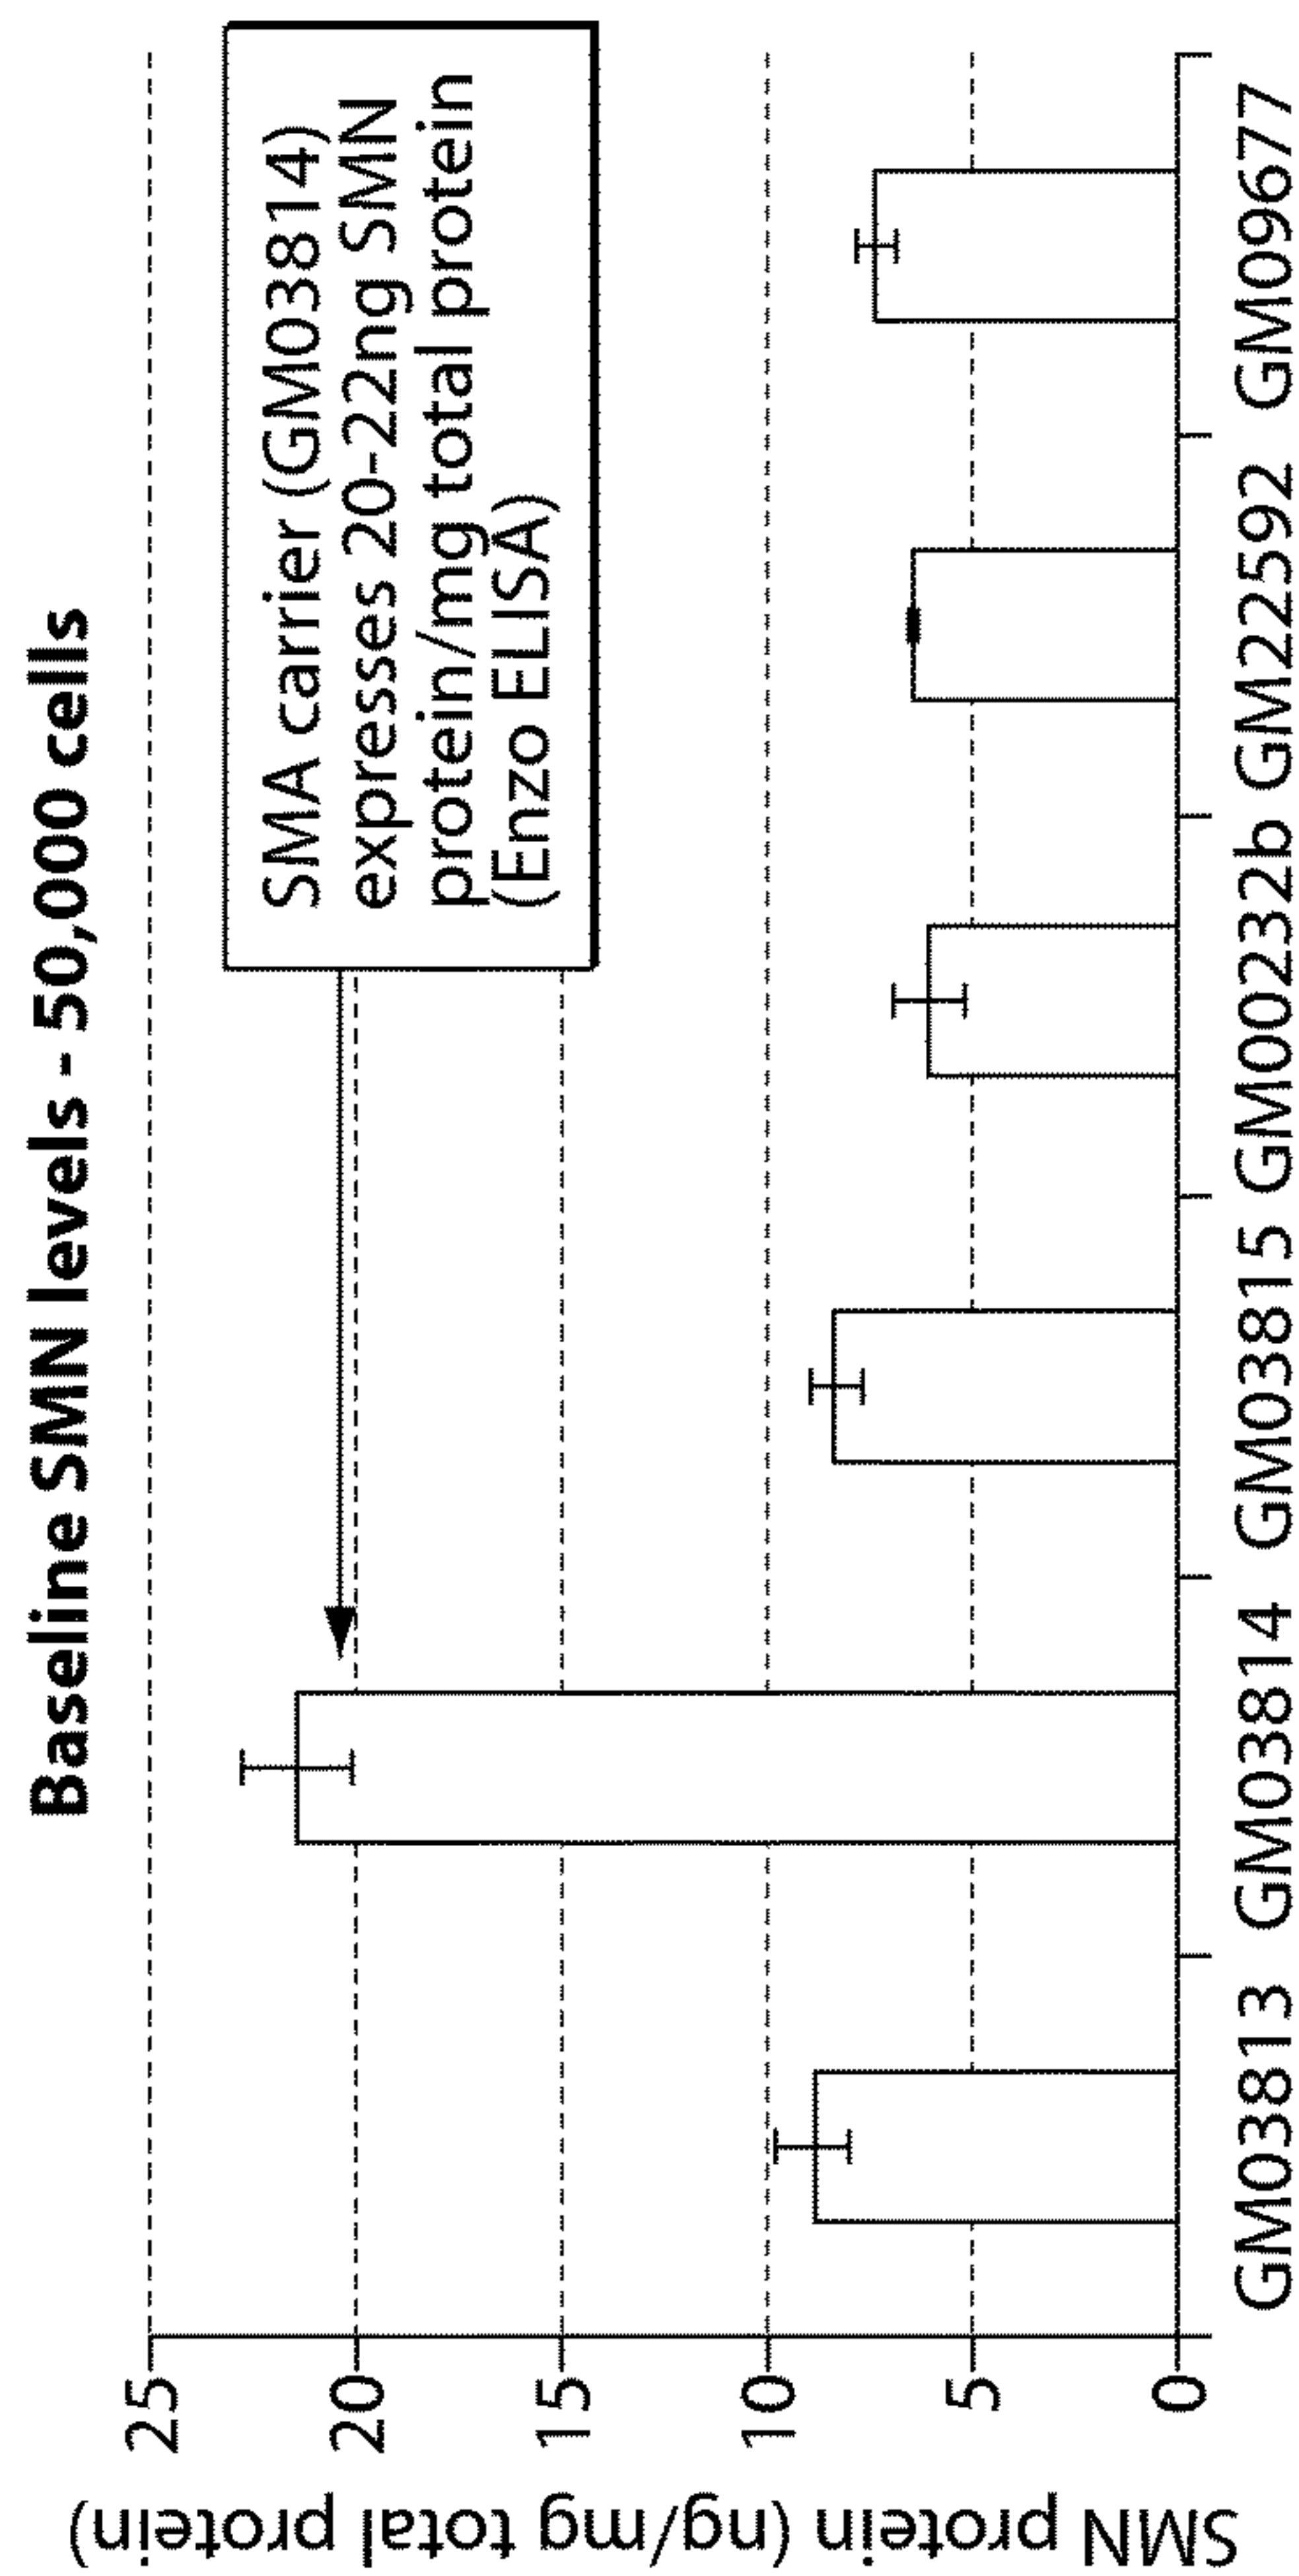 Baseline SMN levels - 50,000 cells
SMN protein (ng/mg total protein)
25
20
15
10
5
0
SMA carrier (GM03814)
expresses 20-22ng SMN
protein/mg total protein
(Enzo ELISA)
GM03813 GM03814 GM03815 GM00232b GM22592 GM09677